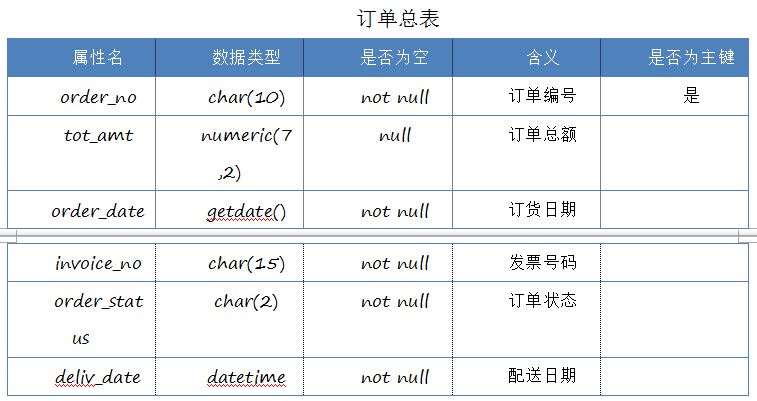 订单总表
属性名 数据类型 是否为空 含义 是否为主键
order_no char(10) not null 订单编号 是
tot_amt numeric(7 null 订单总额
,2)
order_date getdate() not null 订货日期
invoice_no char(15) not null 发票号码
order_stat char(2) not null 订单状态
us
deliv_date datetime not null 配送日期